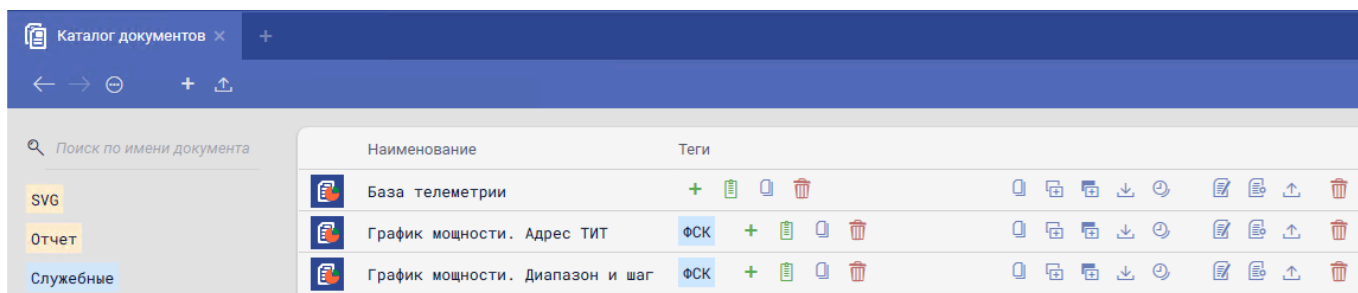 Каталог документов
Поиск по имени документа
Наименование Теги
SVG
База телеметрии
Отчет
График мощности. Адрес ТИТ ФСК
Служебные
График мощности. Диапазон и шаг ФСК